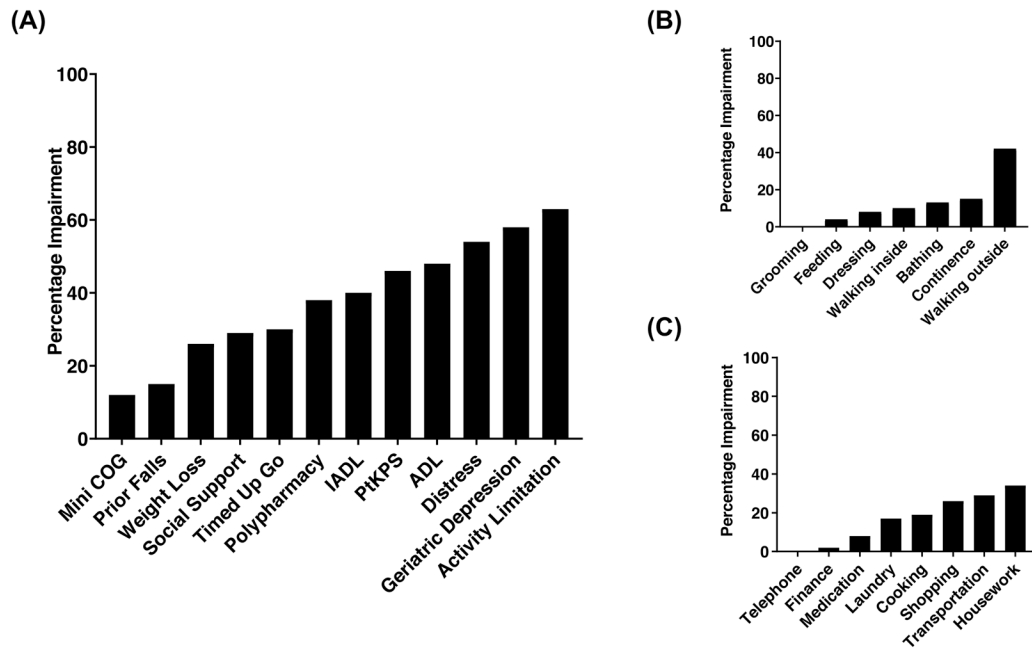 (A)
Percentage Impairment
100
80
60
40
20
0
Mini COG
Prior Falls
Weight Loss
Social Support
Timed Up Go
Polypharmacy
IADL
PtKPS
ADL
Distress
Geriatric Depression
Activity Limitation
(B)
Percentage Impairment
100
80
60
40
20
0
Grooming
Feeding
Dressing
Walking inside
Bathing
Continence
Walking outside
(C)
Percentage Impairment
100
80
60
40
20
0
Telephone
Finance
Medication
Laundry
Cooking
Shopping
Transportation
Housework